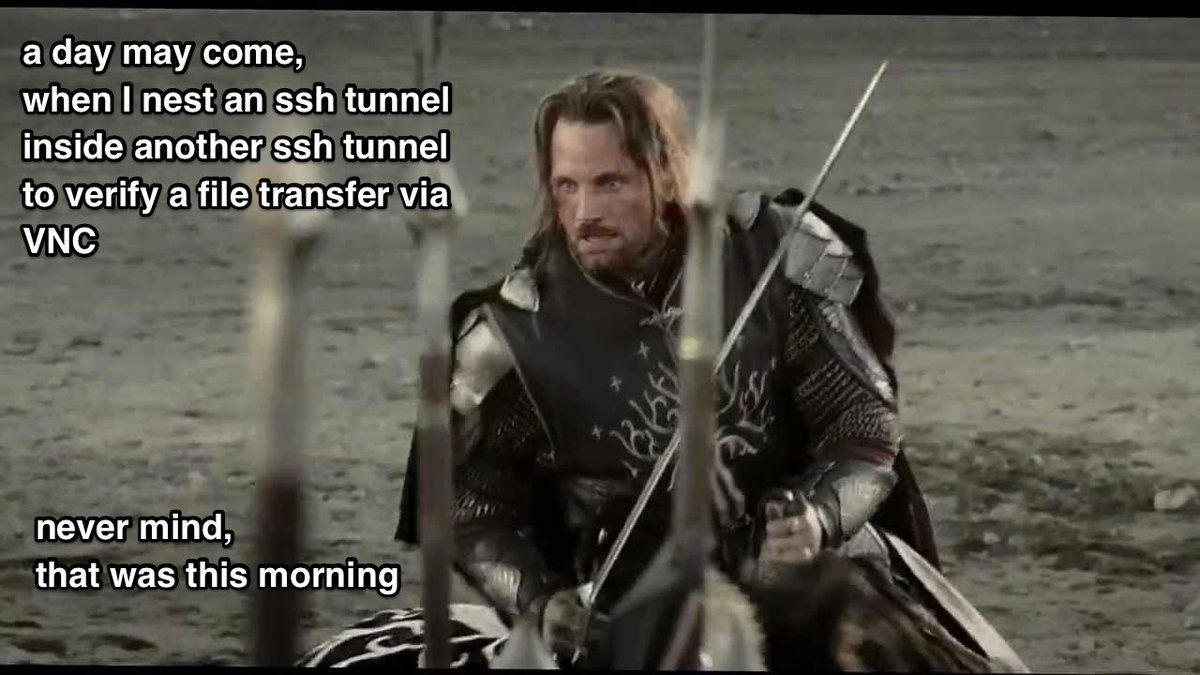 a day may come,
when I nest an ssh tunnel
inside another ssh tunnel
to verify a file transfer via
VNC
never mind,
that was this morning